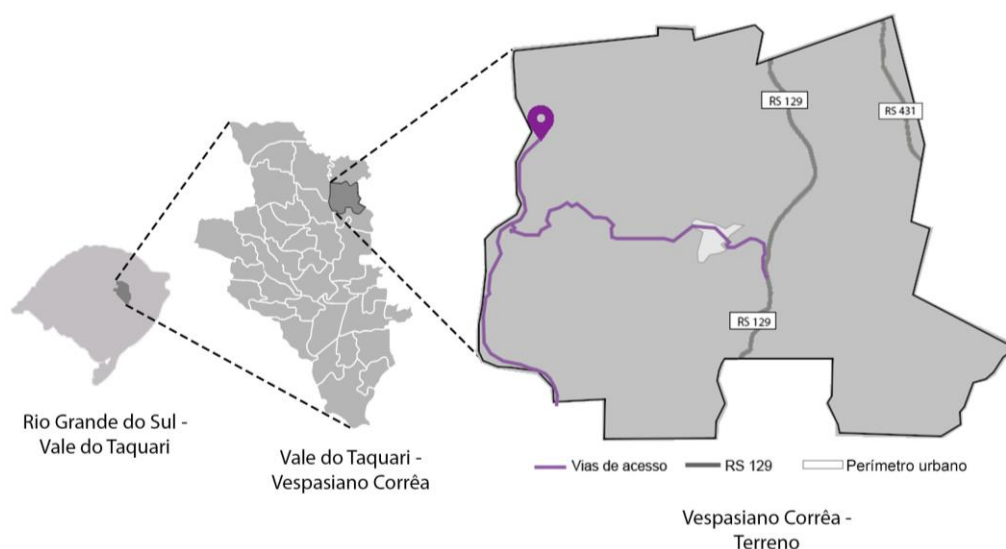 RS 129
RS 431
RS 129
Rio Grande do Sul -
Vale do Taquari
Vale do Taquari -
Vespasiano Corrêa
Vias de acesso
RS 129
Perímetro urbano
Vespasiano Corrêa -
Terreno